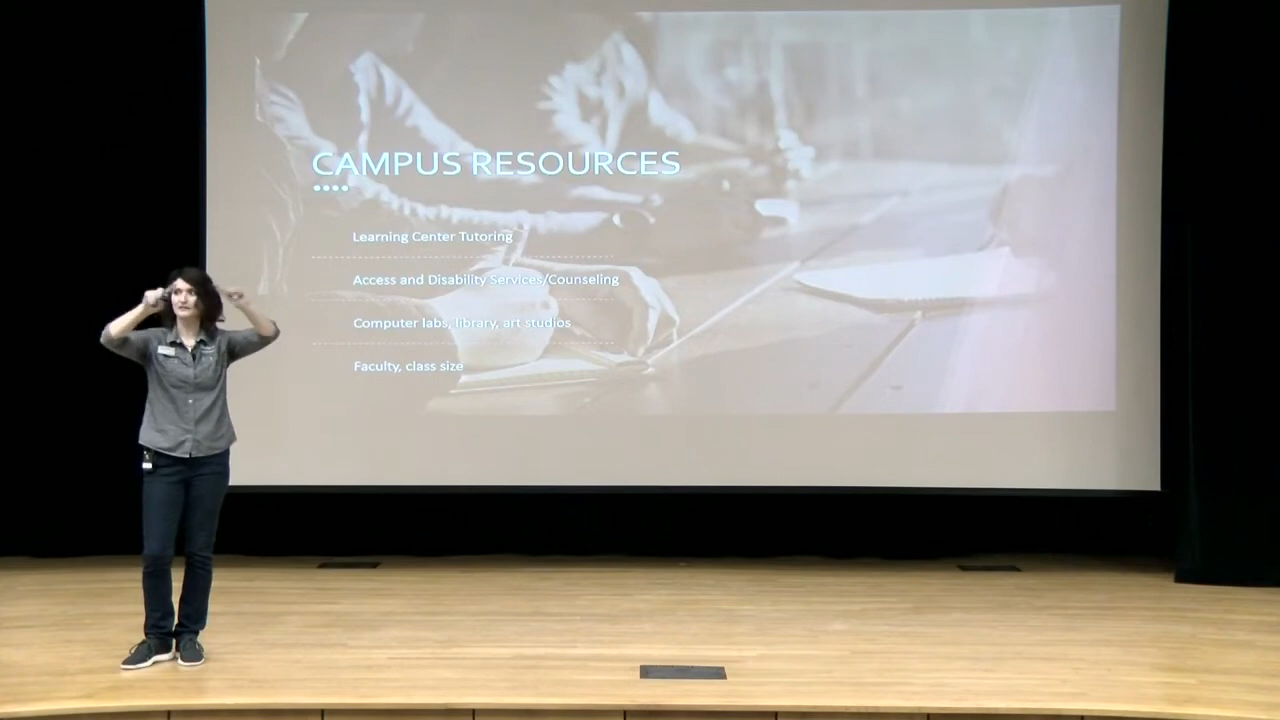 CAMPUS RESOURCES
Learning Center Tutoring
Access and Disability Services/Counseling
Computer labs, library, art studios
Faculty, class size